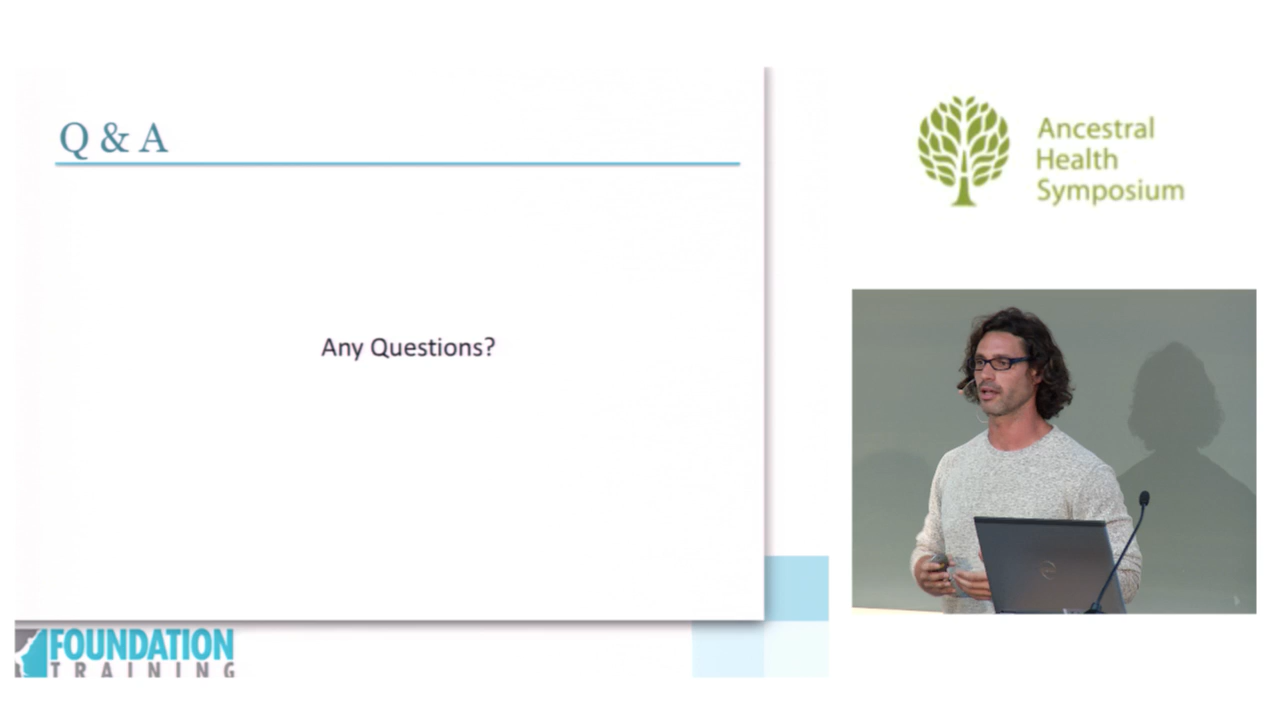 Q & A
Any Questions?
FOUNDATION
TRAINING
Ancestral
Health
Symposium